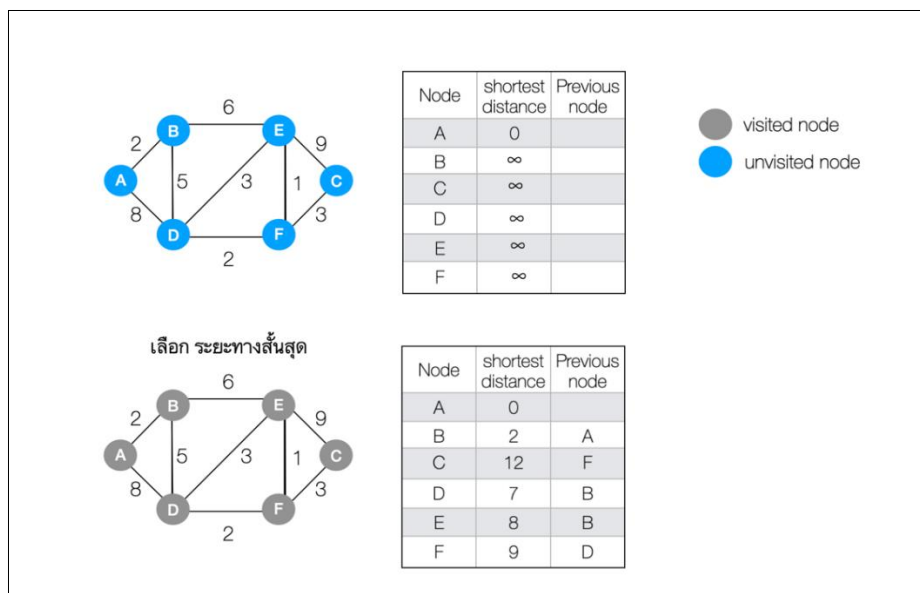 6
B E
2 9
A 5 3 1 C
8 3
D F
2
Node shortest distance Previous node
A 0
B ∞
C ∞
D ∞
E ∞
F ∞
visited node
unvisited node
เลือก ระยะทางสั้นสุด
6
B E
2 9
A 5 3 1 C
8 3
D F
2
Node shortest distance Previous node
A 0
B 2 A
C 12 F
D 7 B
E 8 B
F 9 D